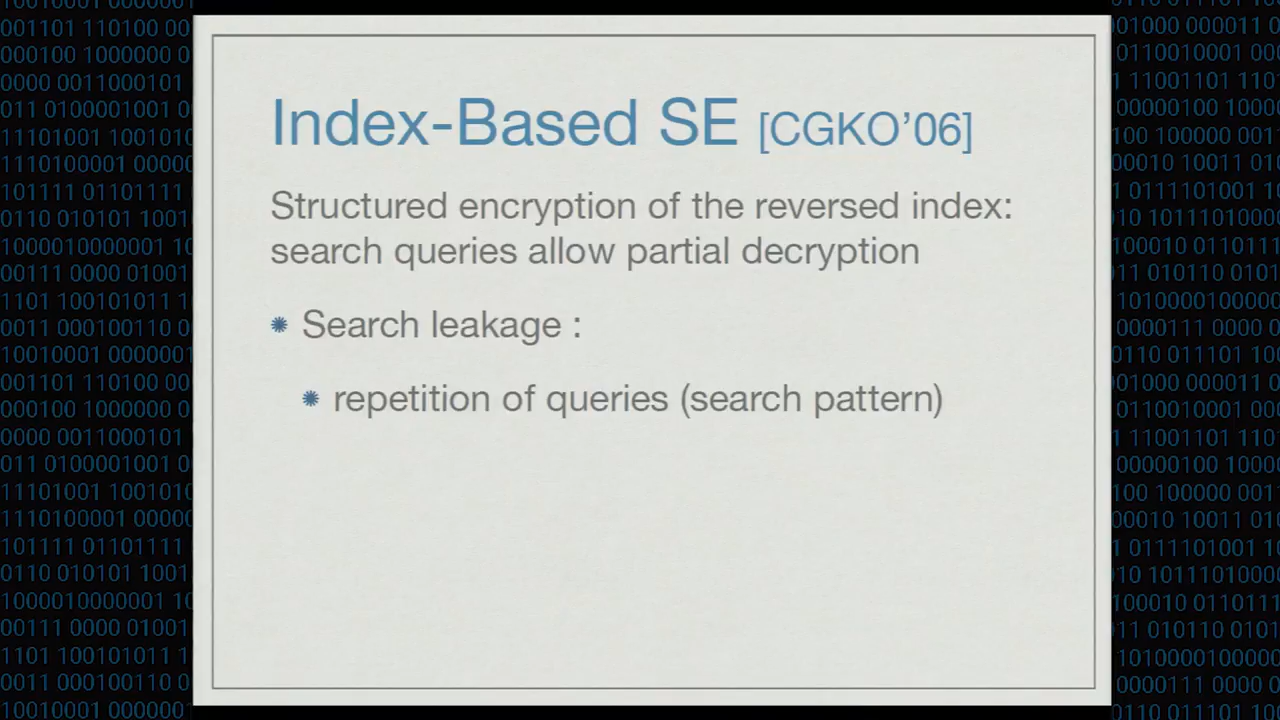 Index-Based SE [CGKO’06]
Structured encryption of the reversed index:
search queries allow partial decryption
Search leakage :
repetition of queries (search pattern)